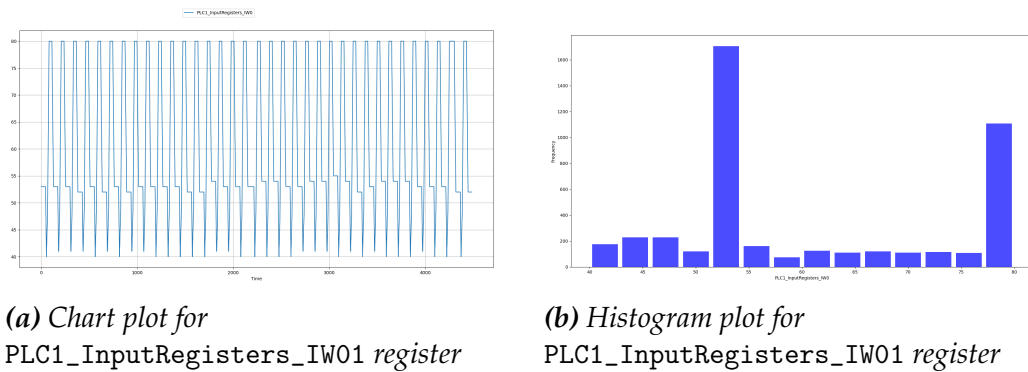 PLC1_InputRegisters_IW0
80
75
70
65
60
55
50
45
40
0 1000 2000 3000 4000
Time
1600
1400
1200
1000
800
600
400
200
0
Frequency
40 45 50 55 60 65 70 75 80
PLC1_InputRegisters_IW0
(a) Chart plot for
PLC1_InputRegisters_IW01 register
(b) Histogram plot for
PLC1_InputRegisters_IW01 register